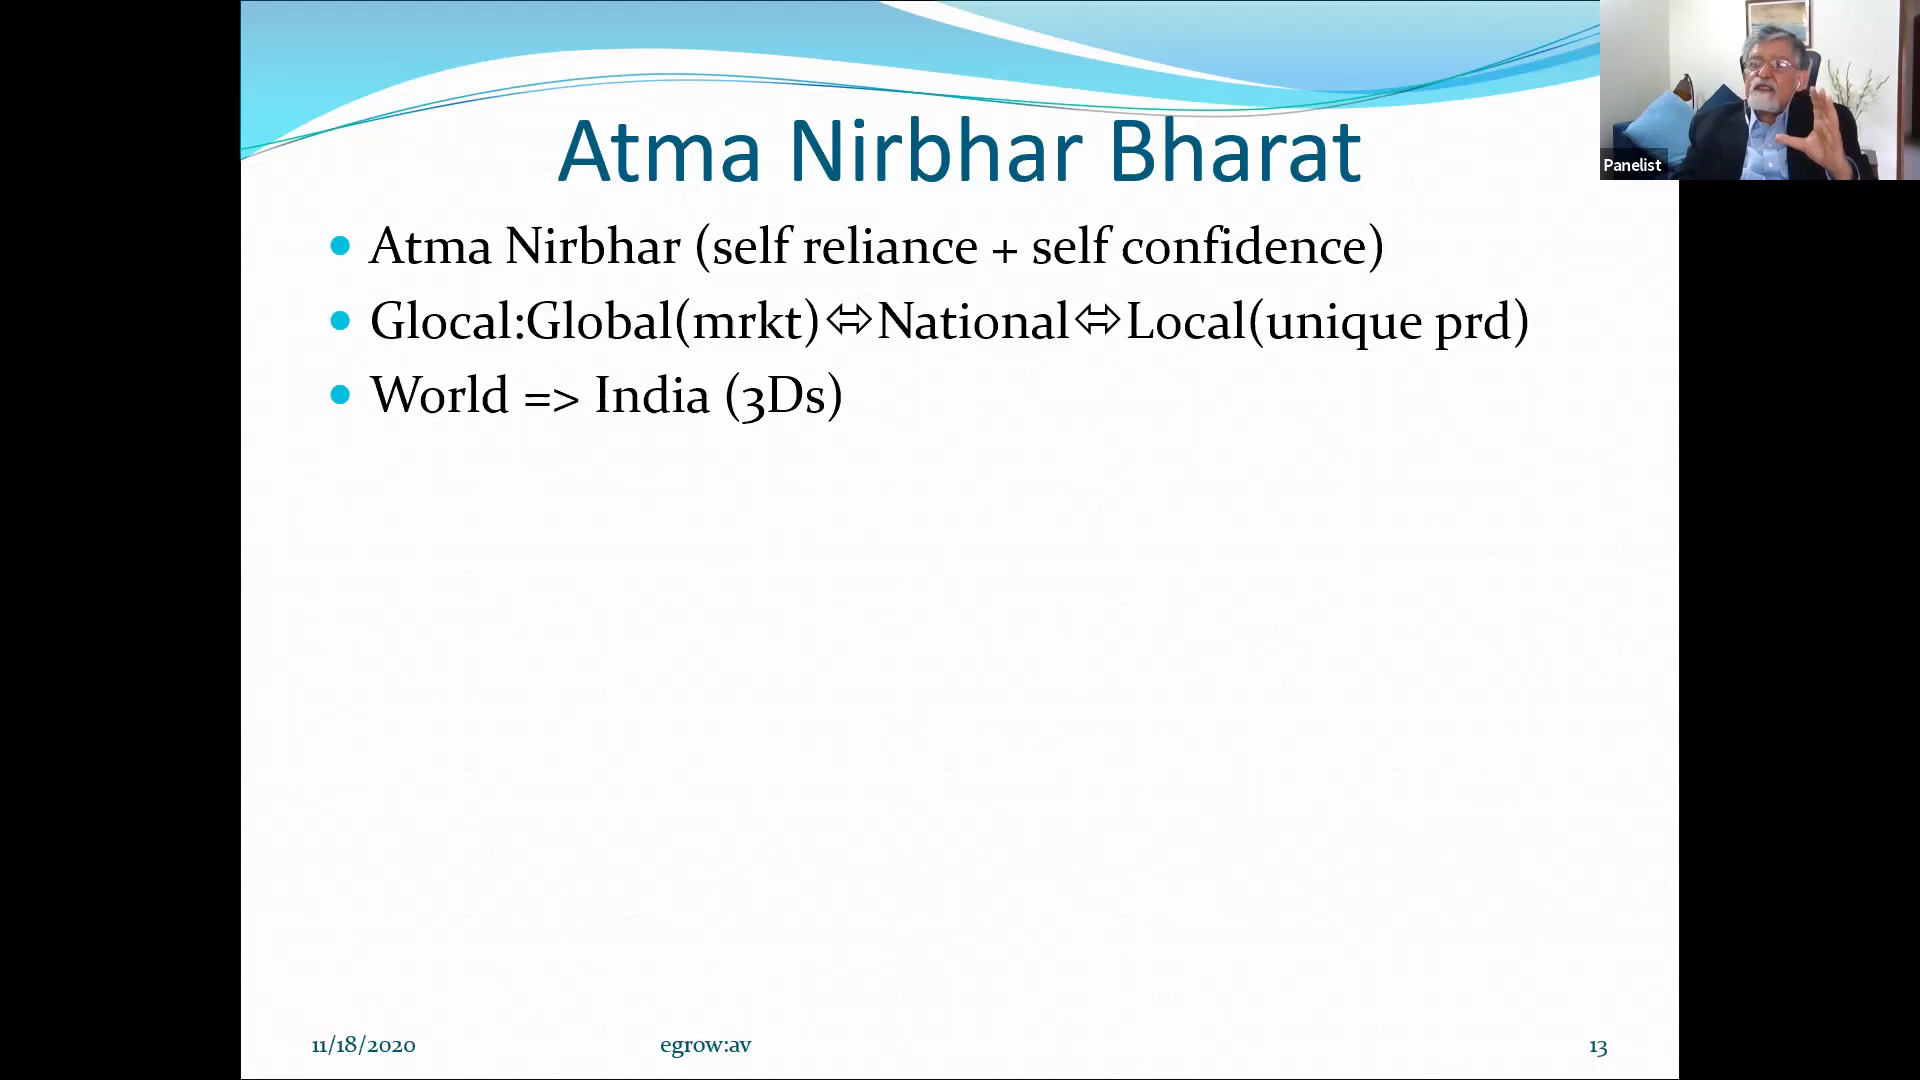 Atma Nirbhar Bharat
Atma Nirbhar (self reliance + self confidence)
Glocal:Global(mrkt)⬄National⬄Local(unique prd)
World => India (3Ds)
Panelist
11/18/2020 egrow:av 13